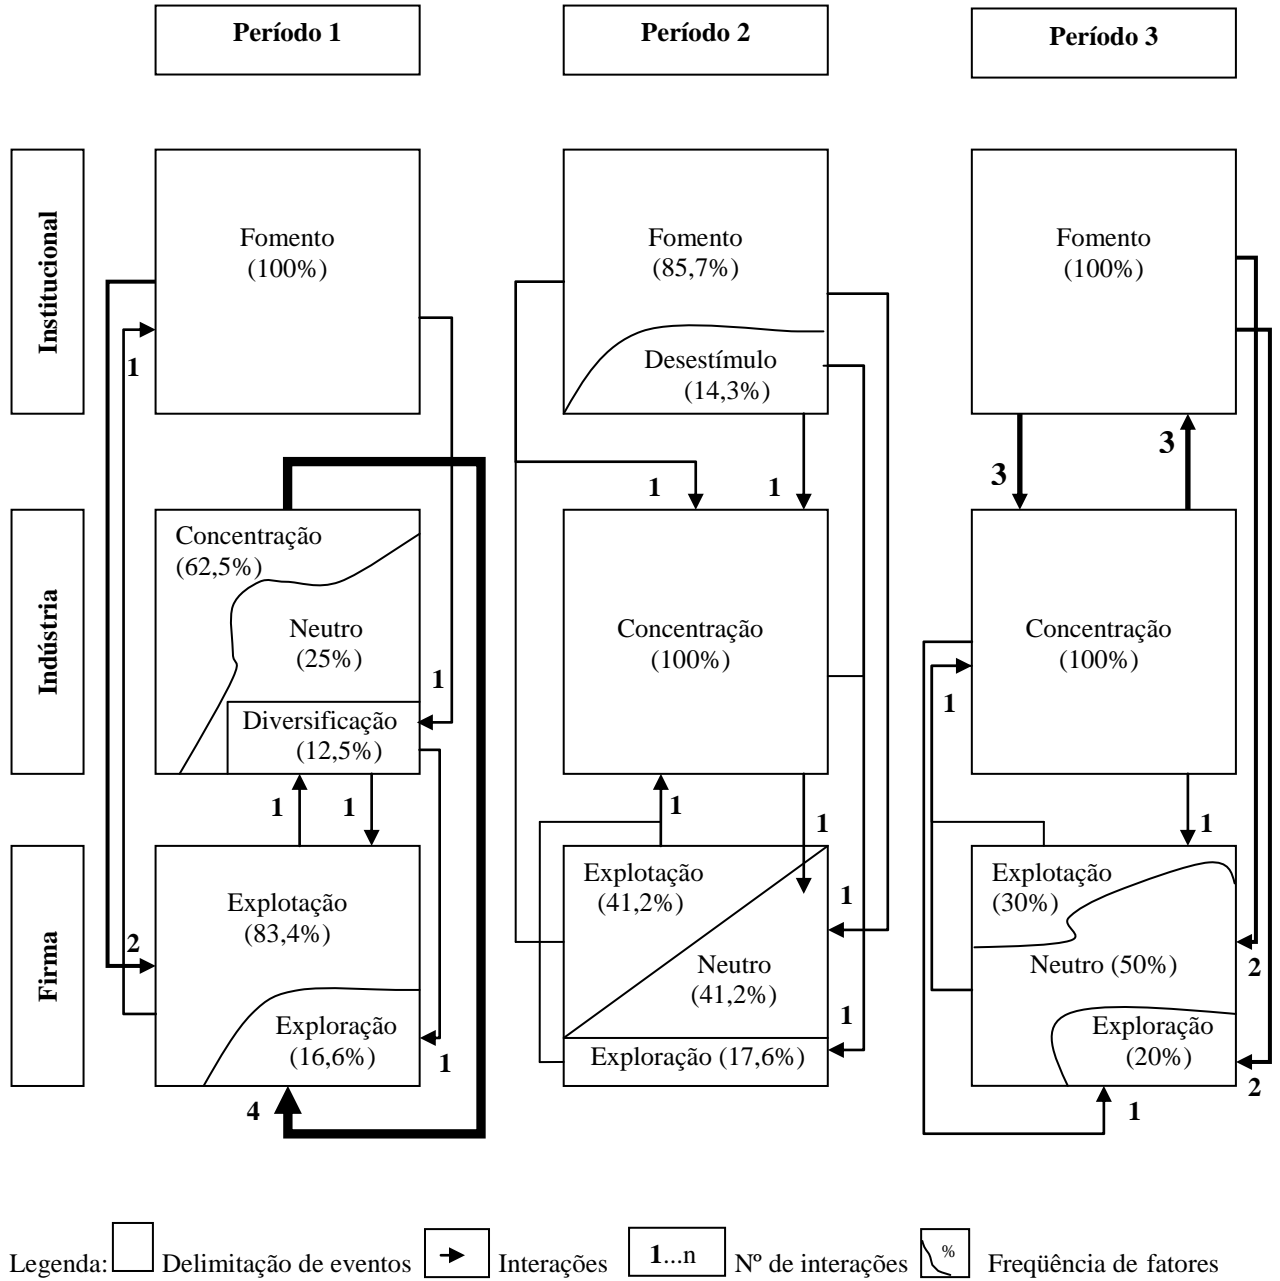 Período 1
Período 2
Período 3
Institucional
Fomento
(100%)
1
Fomento
(85,7%)
Desestímulo
(14,3%)
Fomento
(100%)
3
3
1
1
Indústria
Concentração
(62,5%)
Neutro
(25%)
Diversificação
(12,5%)
1
Concentração
(100%)
Concentração
(100%)
1
1
1
1
1
1
Firma
Explotação
(83,4%)
2
Exploração
(16,6%)
1
4
Explotação
(41,2%)
Neutro
(41,2%)
Exploração (17,6%)
1
1
Explotação
(30%)
Neutro (50%)
Exploração
(20%)
2
2
1
Legenda:
Delimitação de eventos
Interações
1...n
Nº de interações
%
Freqüência de fatores